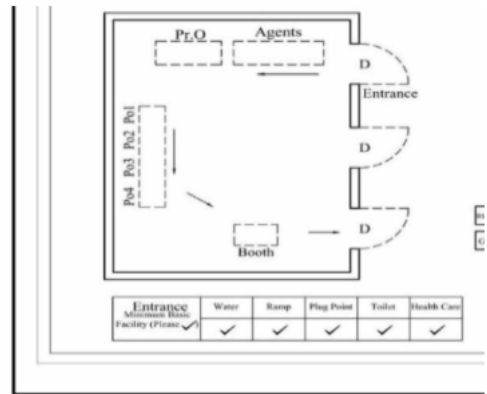 Pr.O
Agents
D
Entrance
Po1
Po2
Po3
Po4
D
D
Booth
Entrance
Minimum Basic
Facility (Please ✓)
Water
Ramp
Plug Point
Toilet
Health Care
✓ ✓ ✓ ✓ ✓